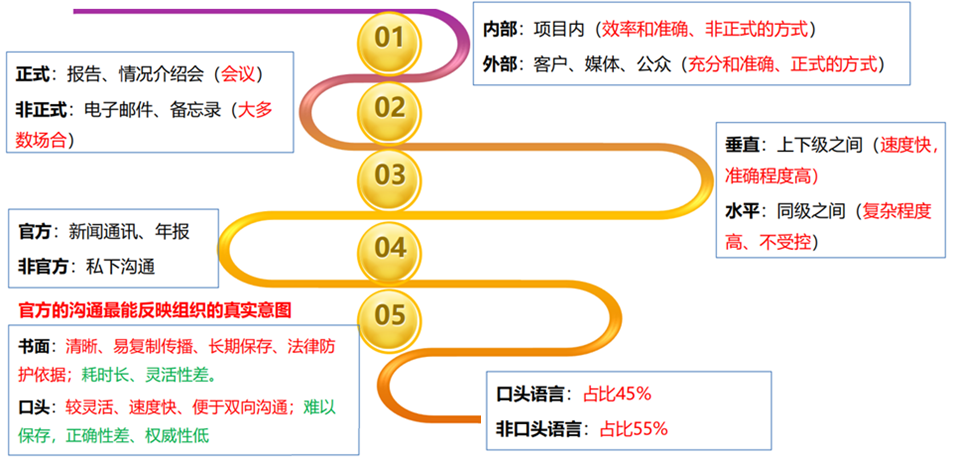 01
内部：项目内（效率和准确、非正式的方式）
外部：客户、媒体、公众（充分和准确、正式的方式）
正式：报告、情况介绍会（会议）
非正式：电子邮件、备忘录（大多
数场合）
02
03
垂直：上下级之间（速度快，
准确程度高）
水平：同级之间（复杂程度
高、不受控）
官方：新闻通讯、年报
非官方：私下沟通
04
官方的沟通最能反映组织的真实意图
05
书面：清晰、易复制传播、长期保存、法律防
护依据；耗时长、灵活性差。
口头：较灵活、速度快、便于双向沟通；难以
保存，正确性差、权威性低
口头语言：占比45%
非口头语言：占比55%